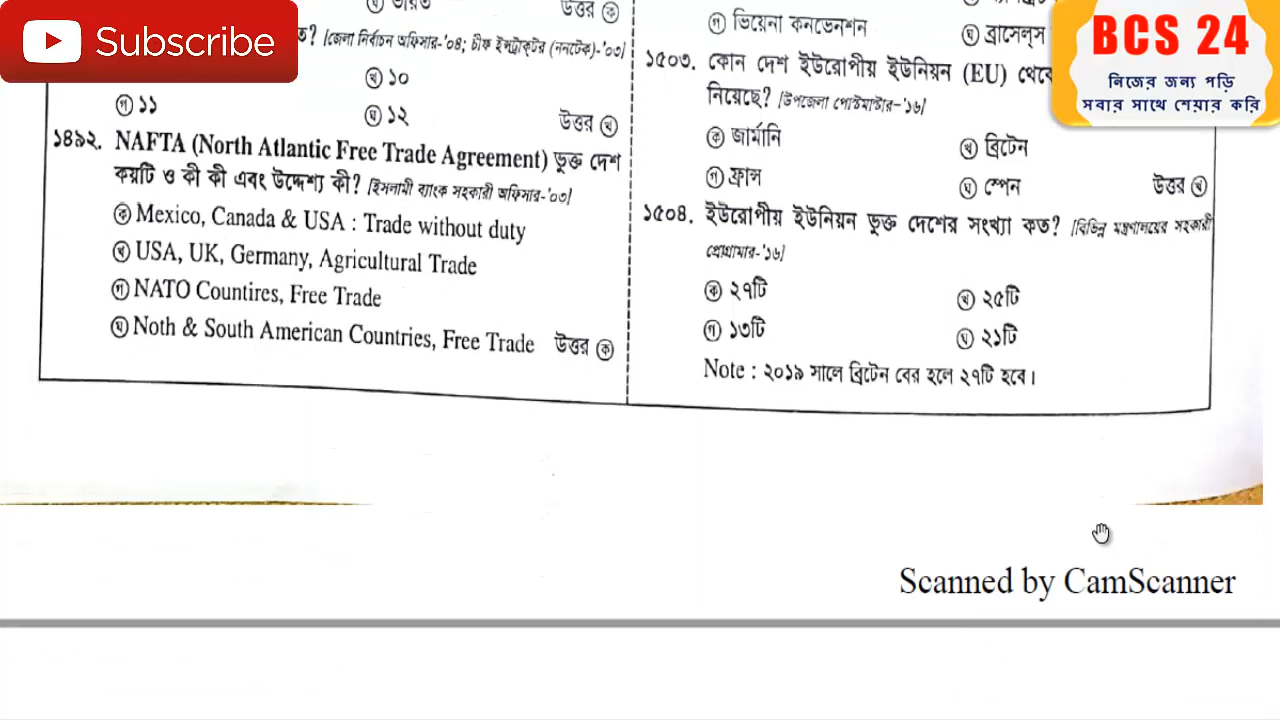 Subscribe
উত্তর ক
ত? [জেলা নির্বাচন অফিসার-'০৪; চীফ ইন্সট্রাক্টর (ননটেক)-'০৩]
খ ১০
গ ১১
ঘ ১২
উত্তর খ
১৪৯২. NAFTA (North Atlantic Free Trade Agreement) ভুক্ত দেশ
কয়টি ও কী কী এবং উদ্দেশ্য কী? [ইসলামী ব্যাংক সহকারী অফিসার-'০৩]
ক Mexico, Canada & USA : Trade without duty
খ USA, UK, Germany, Agricultural Trade
গ NATO Countires, Free Trade
ঘ Noth & South American Countries, Free Trade উত্তর ক
গ ভিয়েনা কনভেনশন
ঘ ব্রাসেল্‌স
১৫০৩. কোন দেশ ইউরোপীয় ইউনিয়ন (EU) থেকে
নিয়েছে? [উপজেলা পোস্টমাস্টার-'১৬]
ক জার্মানি
খ ব্রিটেন
গ ফ্রান্স
ঘ স্পেন
উত্তর খ
১৫০৪. ইউরোপীয় ইউনিয়ন ভুক্ত দেশের সংখ্যা কত? [বিভিন্ন মন্ত্রণালয়ের সহকারী
প্রোগ্রামার-'১৬]
ক ২৭টি
খ ২৫টি
গ ১৩টি
ঘ ২১টি
Note : ২০১৯ সালে ব্রিটেন বের হলে ২৭টি হবে।
BCS 24
নিজের জন্য পড়ি
সবার সাথে শেয়ার করি
Scanned by CamScanner